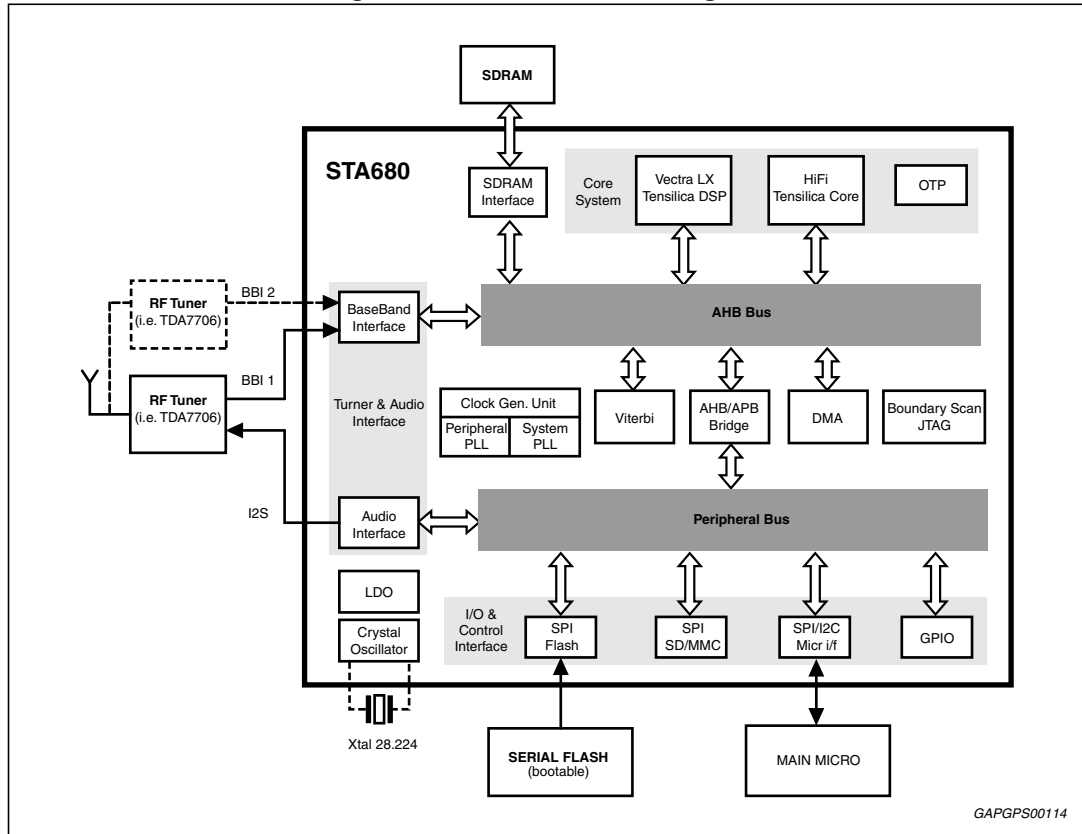 SDRAM
STA680
SDRAM
Interface
Core
System
Vectra LX
Tensilica DSP
HiFi
Tensilica Core
OTP
RF Tuner
(i.e. TDA7706)
BBI 2
BaseBand
Interface
AHB Bus
RF Tuner
(i.e. TDA7706)
BBI 1
Turner & Audio
Interface
Clock Gen. Unit
Peripheral
PLL
System
PLL
Viterbi
AHB/APB
Bridge
DMA
Boundary Scan
JTAG
I2S
Audio
Interface
Peripheral Bus
LDO
Crystal
Oscillator
I/O &
Control
Interface
SPI
Flash
SPI
SD/MMC
SPI/I2C
Micr i/f
GPIO
Xtal 28.224
SERIAL FLASH
(bootable)
MAIN MICRO
GAPGPS00114